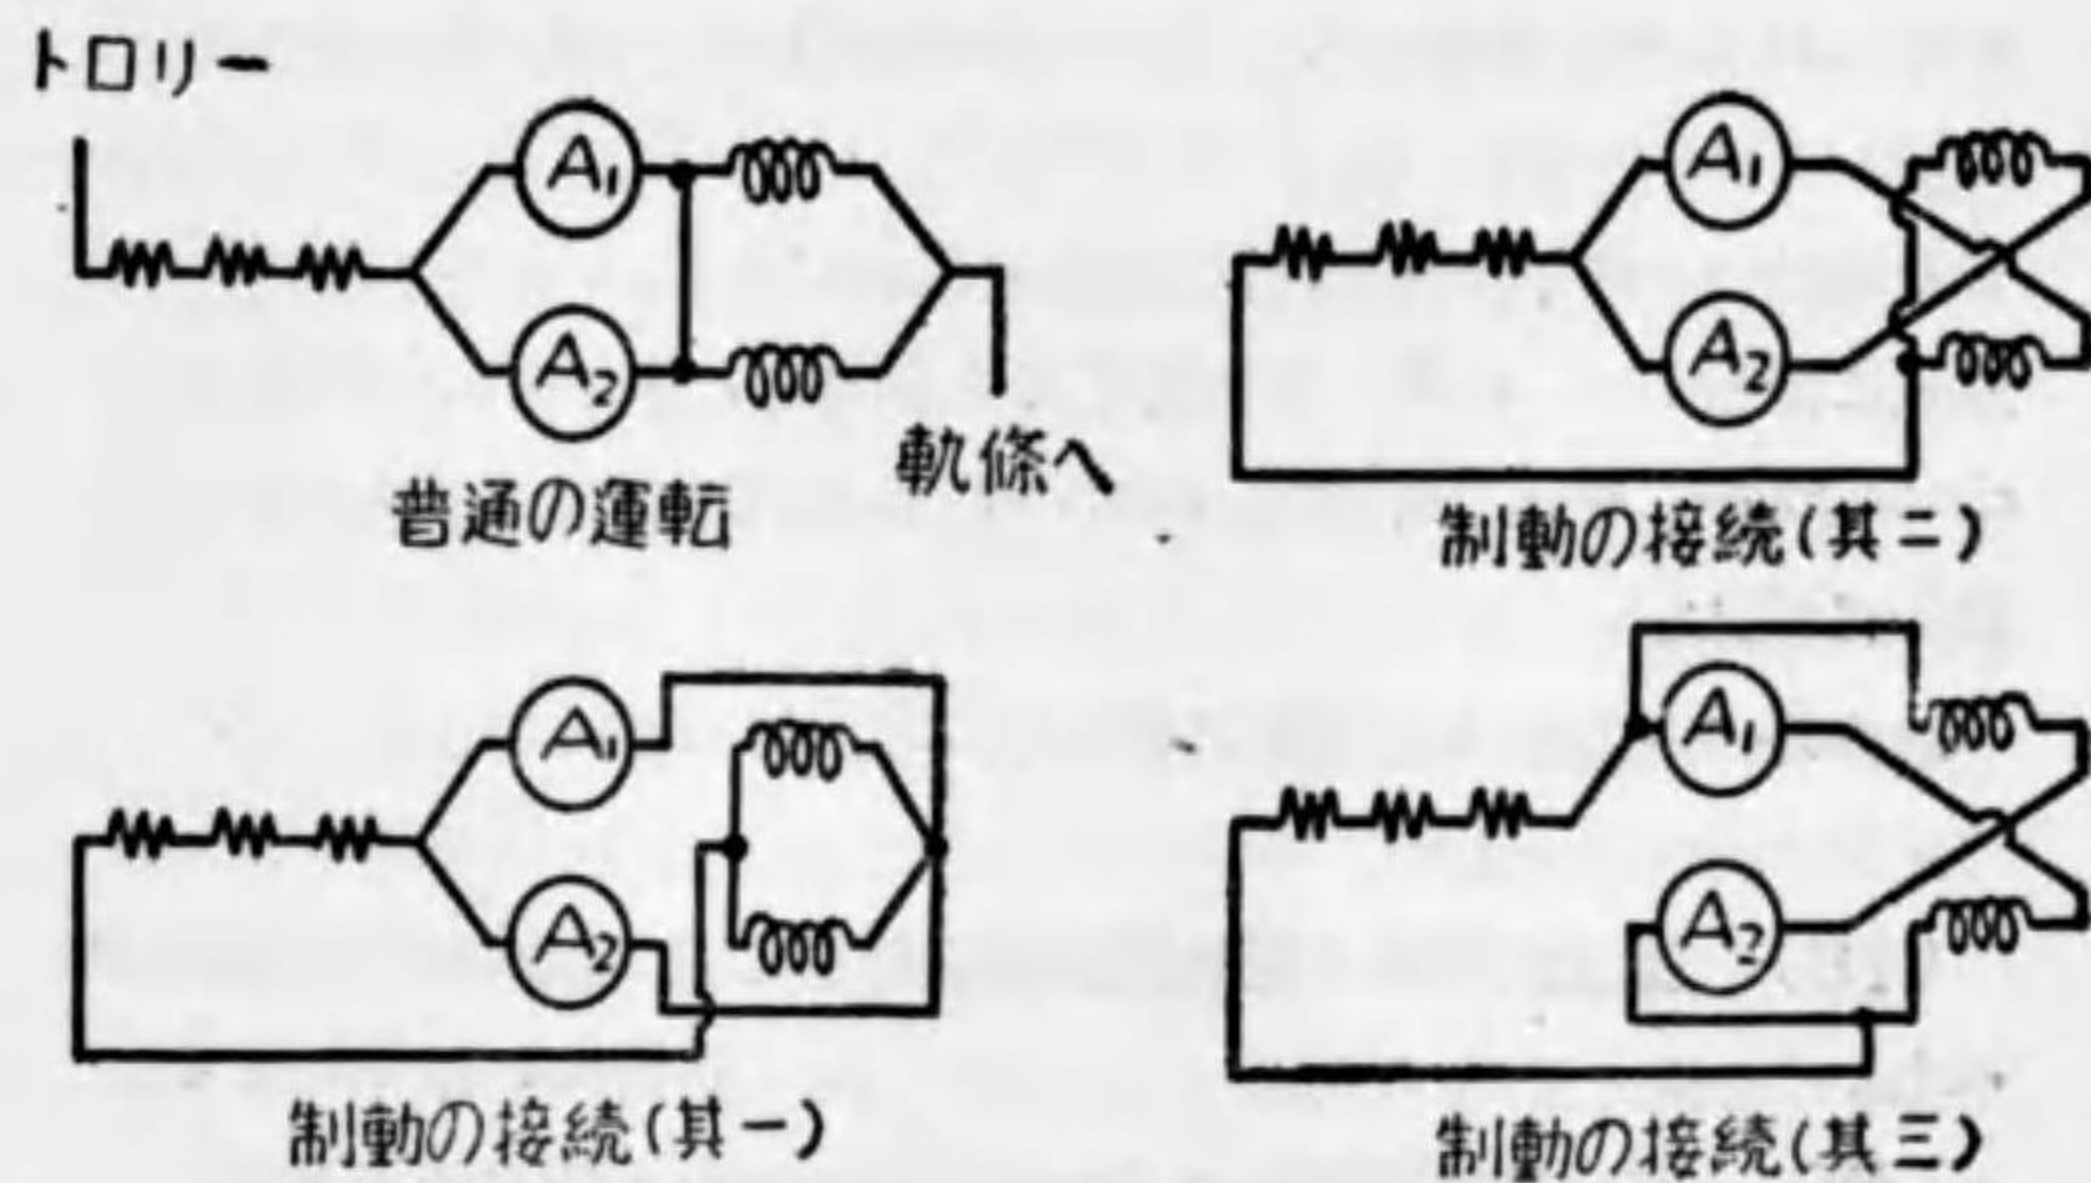 トロリー
A1
A2
軌條へ
普通の運転
A1
A2
制動の接続(其二)
A1
A2
制動の接続(其一)
A1
A2
制動の接続(其三)